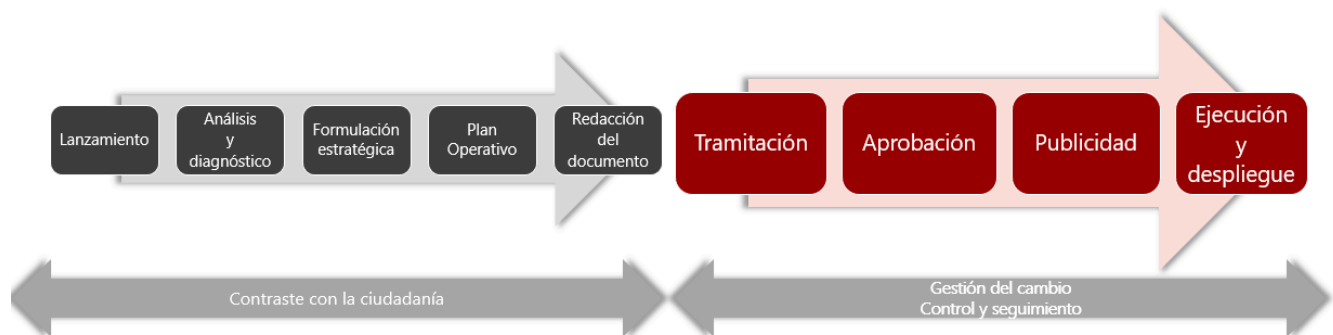 Lanzamiento
Análisis
y
diagnóstico
Formulación
estratégica
Plan
Operativo
Redacción
del
documento
Tramitación
Aprobación
Publicidad
Ejecución
y
despliegue
Contraste con la ciudadanía
Gestión del cambio
Control y seguimiento